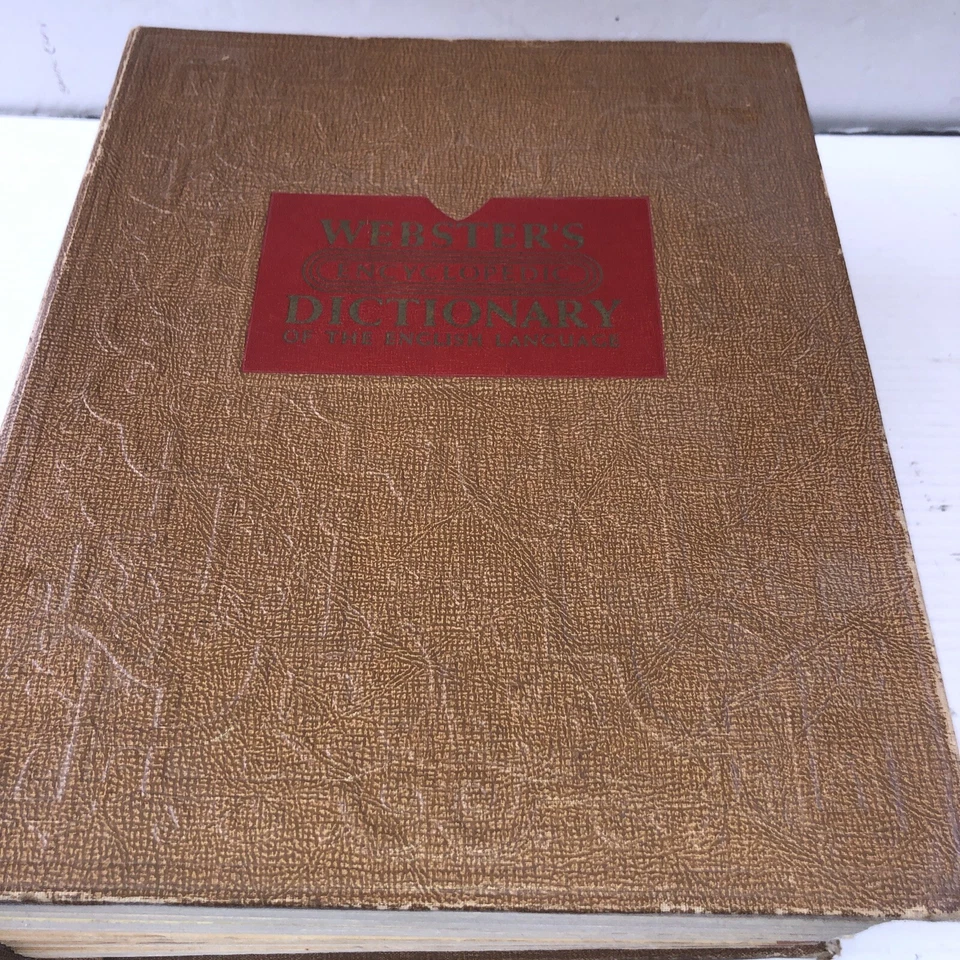 WEBSTER'S
ENCYCLOPEDIC
DICTIONARY
OF THE ENGLISH LANGUAGE